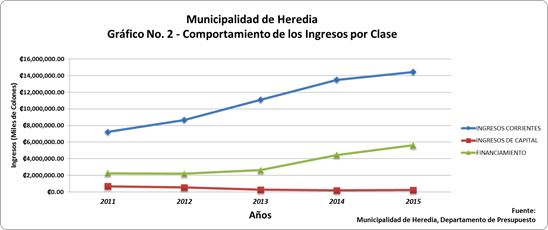 Municipalidad de Heredia
Gráfico No. 2 - Comportamiento de los Ingresos por Clase
₡16,000,000.00
₡14,000,000.00
₡12,000,000.00
₡10,000,000.00
₡8,000,000.00
₡6,000,000.00
₡4,000,000.00
₡2,000,000.00
₡0.00
Ingresos (Miles de Colones)
2011 2012 2013 2014 2015
Años
INGRESOS CORRIENTES
INGRESOS DE CAPITAL
FINANCIAMIENTO
Fuente:
Municipalidad de Heredia, Departamento de Presupuesto